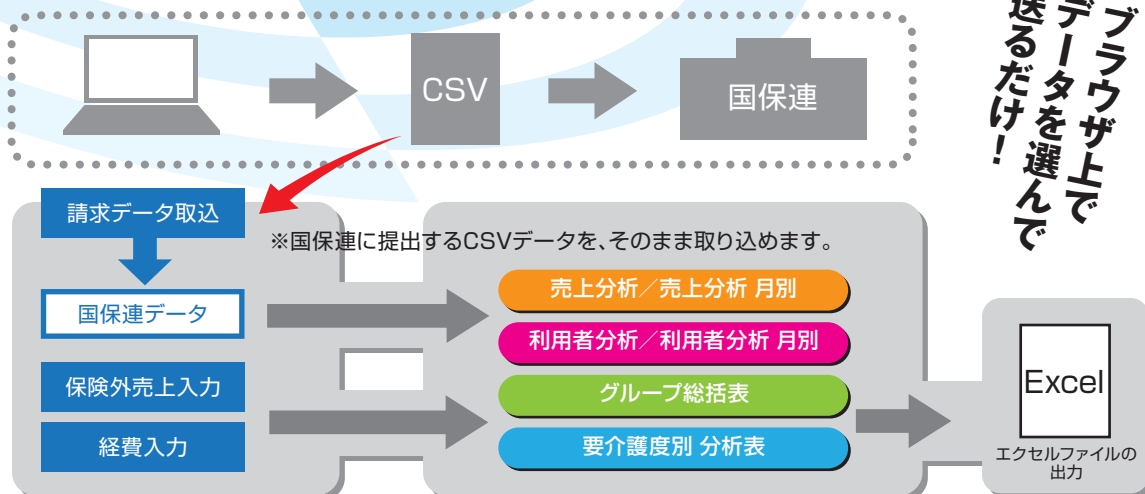 CSV
国保連
ブラウザ上で
データを選んで
送るだけ!
請求データ取込
※国保連に提出するCSVデータを、そのまま取り込めます。
国保連データ
保険外売上入力
経費入力
売上分析／売上分析 月別
利用者分析／利用者分析 月別
グループ総括表
要介護度別 分析表
Excel
エクセルファイルの
出力